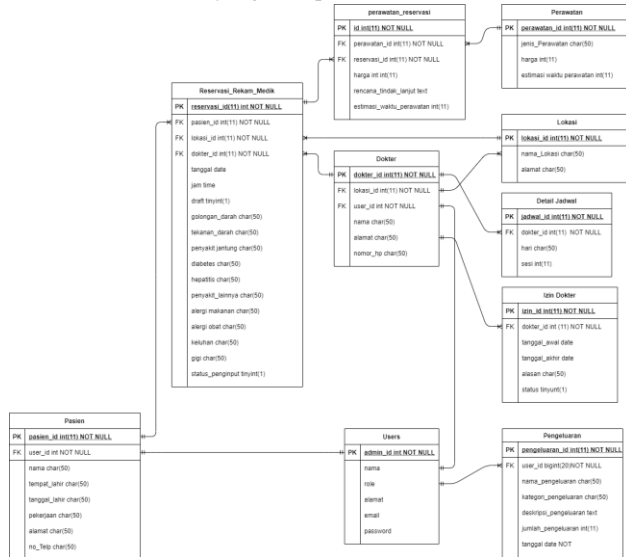 perawatan_reservasi
PK id int(11) NOT NULL
FK perawatan_id int(11) NOT NULL
FK reservasi_id int(11) NOT NULL
harga int int(11)
rencana_tindak_lanjut text
estimasi_waktu_perawatan int(11)
Perawatan
PK perawatan_id int(11) NOT NULL
jenis_Perawatan char(50)
harga int(11)
estimasi waktu perawatan int(11)
Reservasi_Rekam_Medik
PK reservasi_id(11) int NOT NULL
FK pasien_id int(11) NOT NULL
FK lokasi_id int(11) NOT NULL
FK dokter_id int(11) NOT NULL
tanggal date
jam time
draft tinyint(1)
golongan_darah char(50)
tekanan_darah char(50)
penyakit jantung char(50)
diabetes char(50)
hepatitis char(50)
penyakit_lainnya char(50)
alergi makanan char(50)
alergi obat char(50)
keluhan char(50)
gigi char(50)
status_penginput tinyint(1)
Lokasi
PK lokasi_id int(11) NOT NULL
nama_Lokasi char(50)
alamat char(50)
Dokter
PK dokter_id int(11) NOT NULL
FK lokasi_id int(11) NOT NULL
FK user_id int NOT NULL
nama char(50)
alamat char(50)
nomor_hp char(50)
Detail Jadwal
PK jadwal_id int(11) NOT NULL
FK dokter_id int(11) NOT NULL
hari char(50)
sesi int(11)
Izin Dokter
PK izin_id int(11) NOT NULL
FK dokter_id int (11) NOT NULL
tanggal_awal date
tanggal_akhir date
alasan char(50)
status tinyunt(1)
Pasien
PK pasien_id int(11) NOT NULL
FK user_id int NOT NULL
nama char(50)
tempat_lahir char(50)
tanggal_lahir char(50)
pekerjaan char(50)
alamat char(50)
no_Telp char(50)
Users
PK admin_id int NOT NULL
nama
role
alamat
email
password
Pengeluaran
PK pengeluaran_id int(11) NOT NULL
FK user_id bigint(20)NOT NULL
nama_pengeluaran char(50)
kategori_pengeluaran char(50)
deskripsi_pengeluaran text
jumlah_pengeluaran int(11)
tanggal date NOT